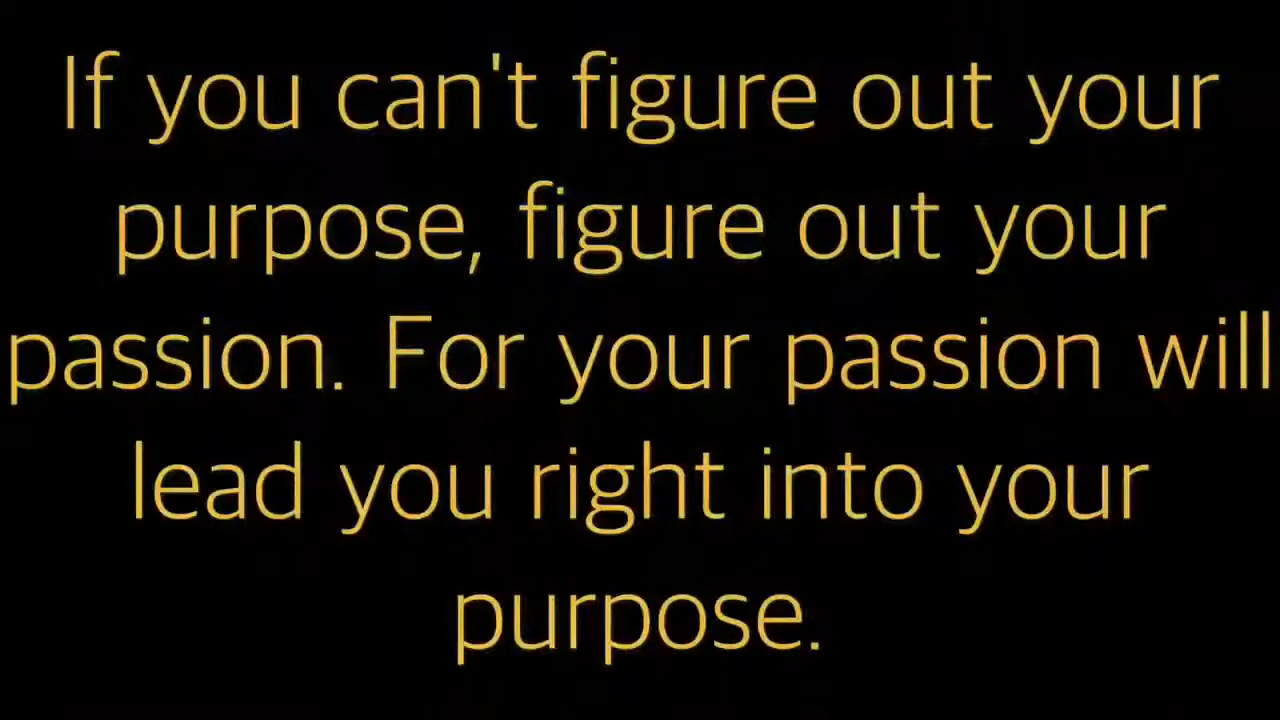 If you can't figure out your
purpose, figure out your
passion. For your passion will
lead you right into your
purpose.